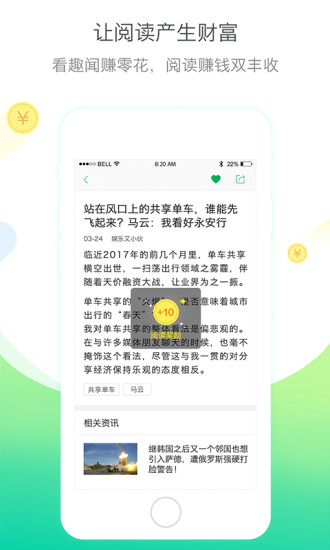 让阅读产生财富
看趣闻赚零花，阅读赚钱双丰收
BELL
8:20 AM
52%
站在风口上的共享单车，谁能先
飞起来？马云：我看好永安行
03-24 娱乐又小伙
临近2017年的前几个月里，单车共享
横空出世，一扫荡出行领域之雾霾，伴
随着天价融资大战，让业界为之一振。
单车共享的“火爆” 是否意味着城市
出行的“春天”
+10
我对单车共享的整体看法是偏悲观的。
在与许多媒体朋友聊天的时候，也毫不
掩饰这个看法，尽管这与我一贯的对分
享经济保持乐观的态度相反。
共享单车 马云
相关资讯
继韩国之后又一个邻国也想
引入萨德，遭俄罗斯强硬打
脸警告！